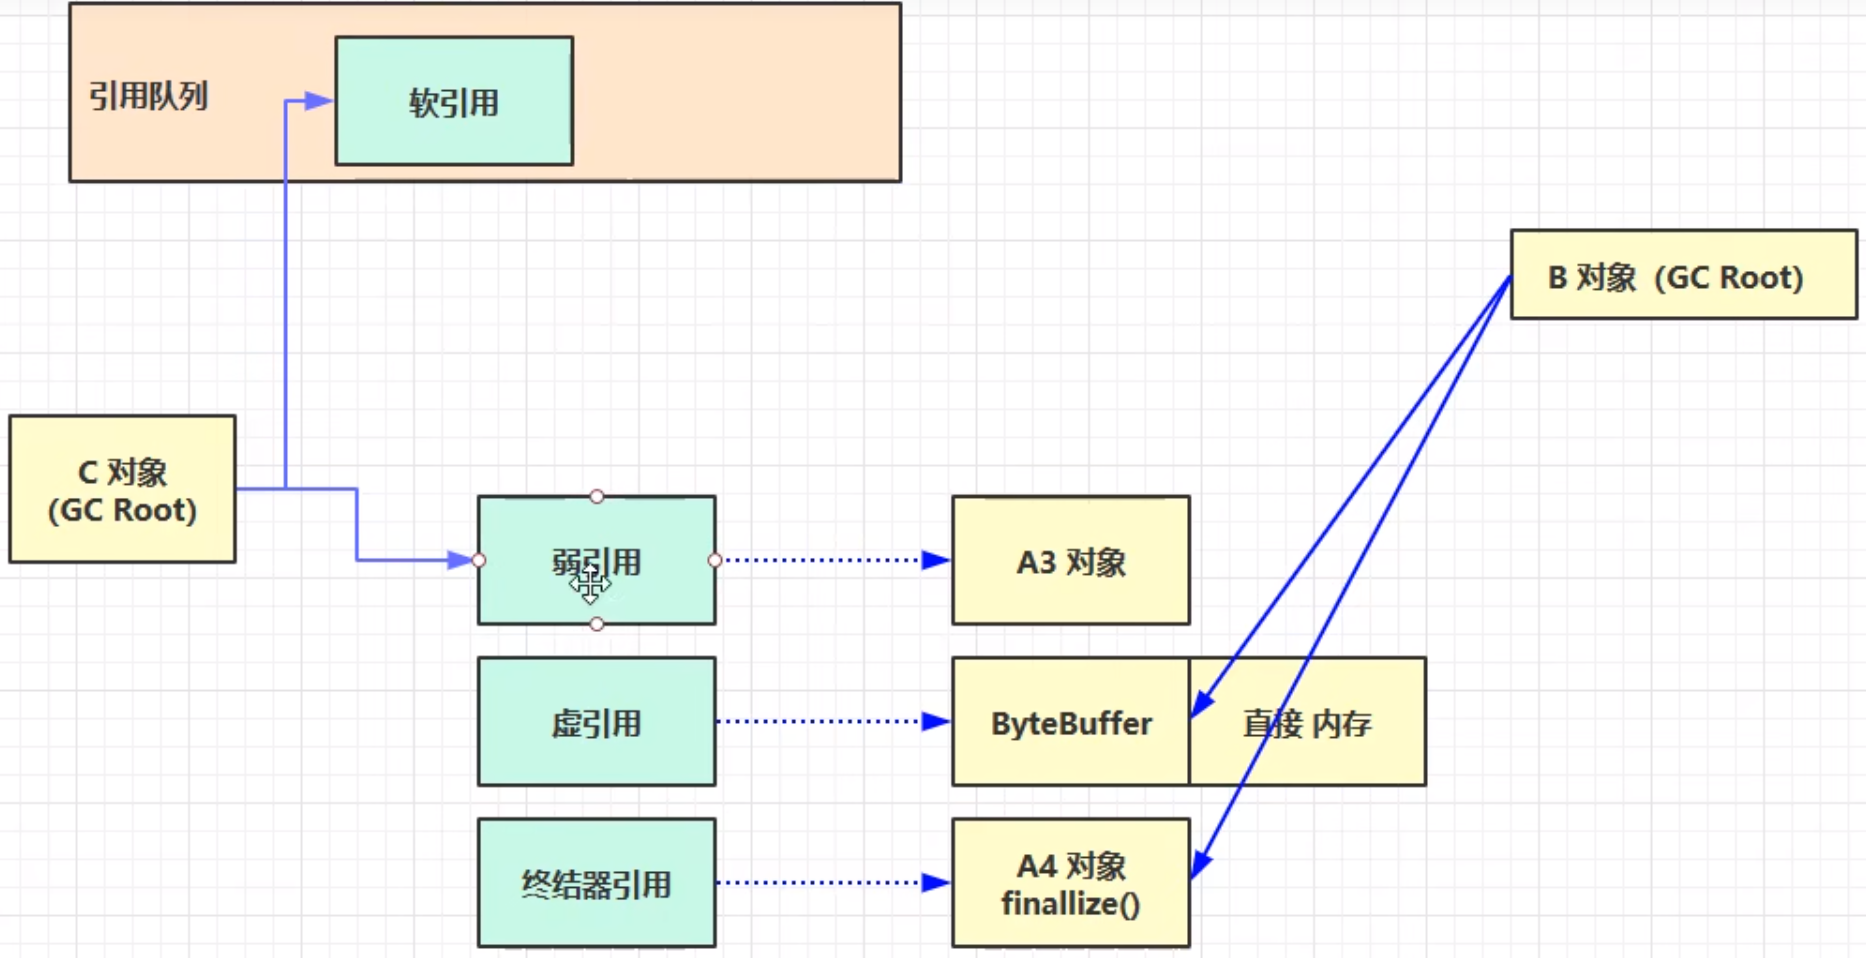 引用队列
软引用
B 对象 (GC Root)
C 对象
(GC Root)
弱引用
A3 对象
虚引用
ByteBuffer
直接 内存
终结器引用
A4 对象
finallize()